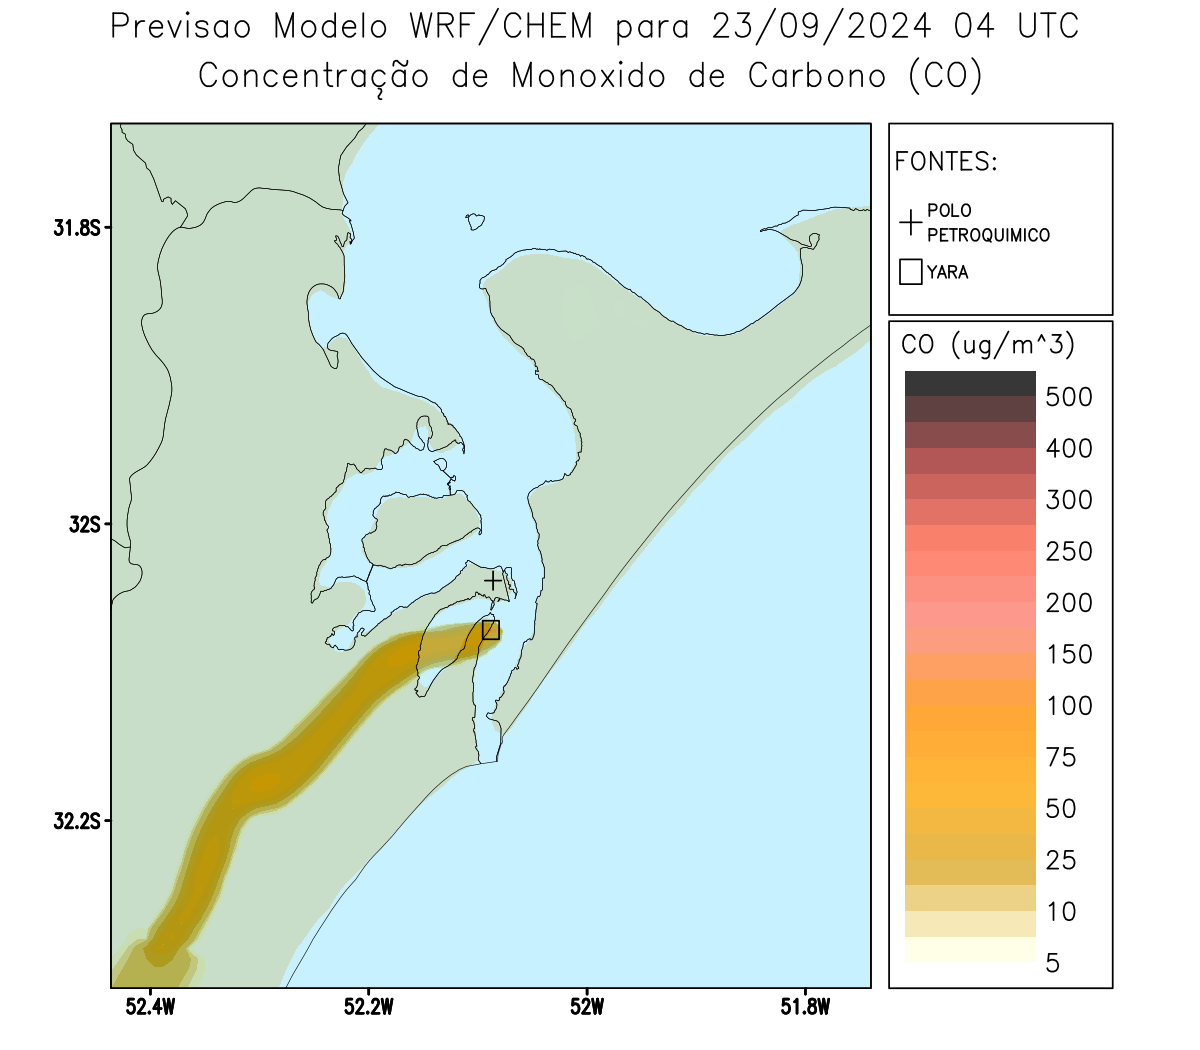 Previsao Modelo WRF/CHEM para 23/09/2024 04 UTC
Concentração de Monoxido de Carbono (CO)
FONTES:
POLO
PETROQUIMICO
YARA
CO (ug/m^3)
500
400
300
250
200
150
100
75
50
25
10
5
31.8S
32S
32.2S
52.4W
52.2W
52W
51.8W